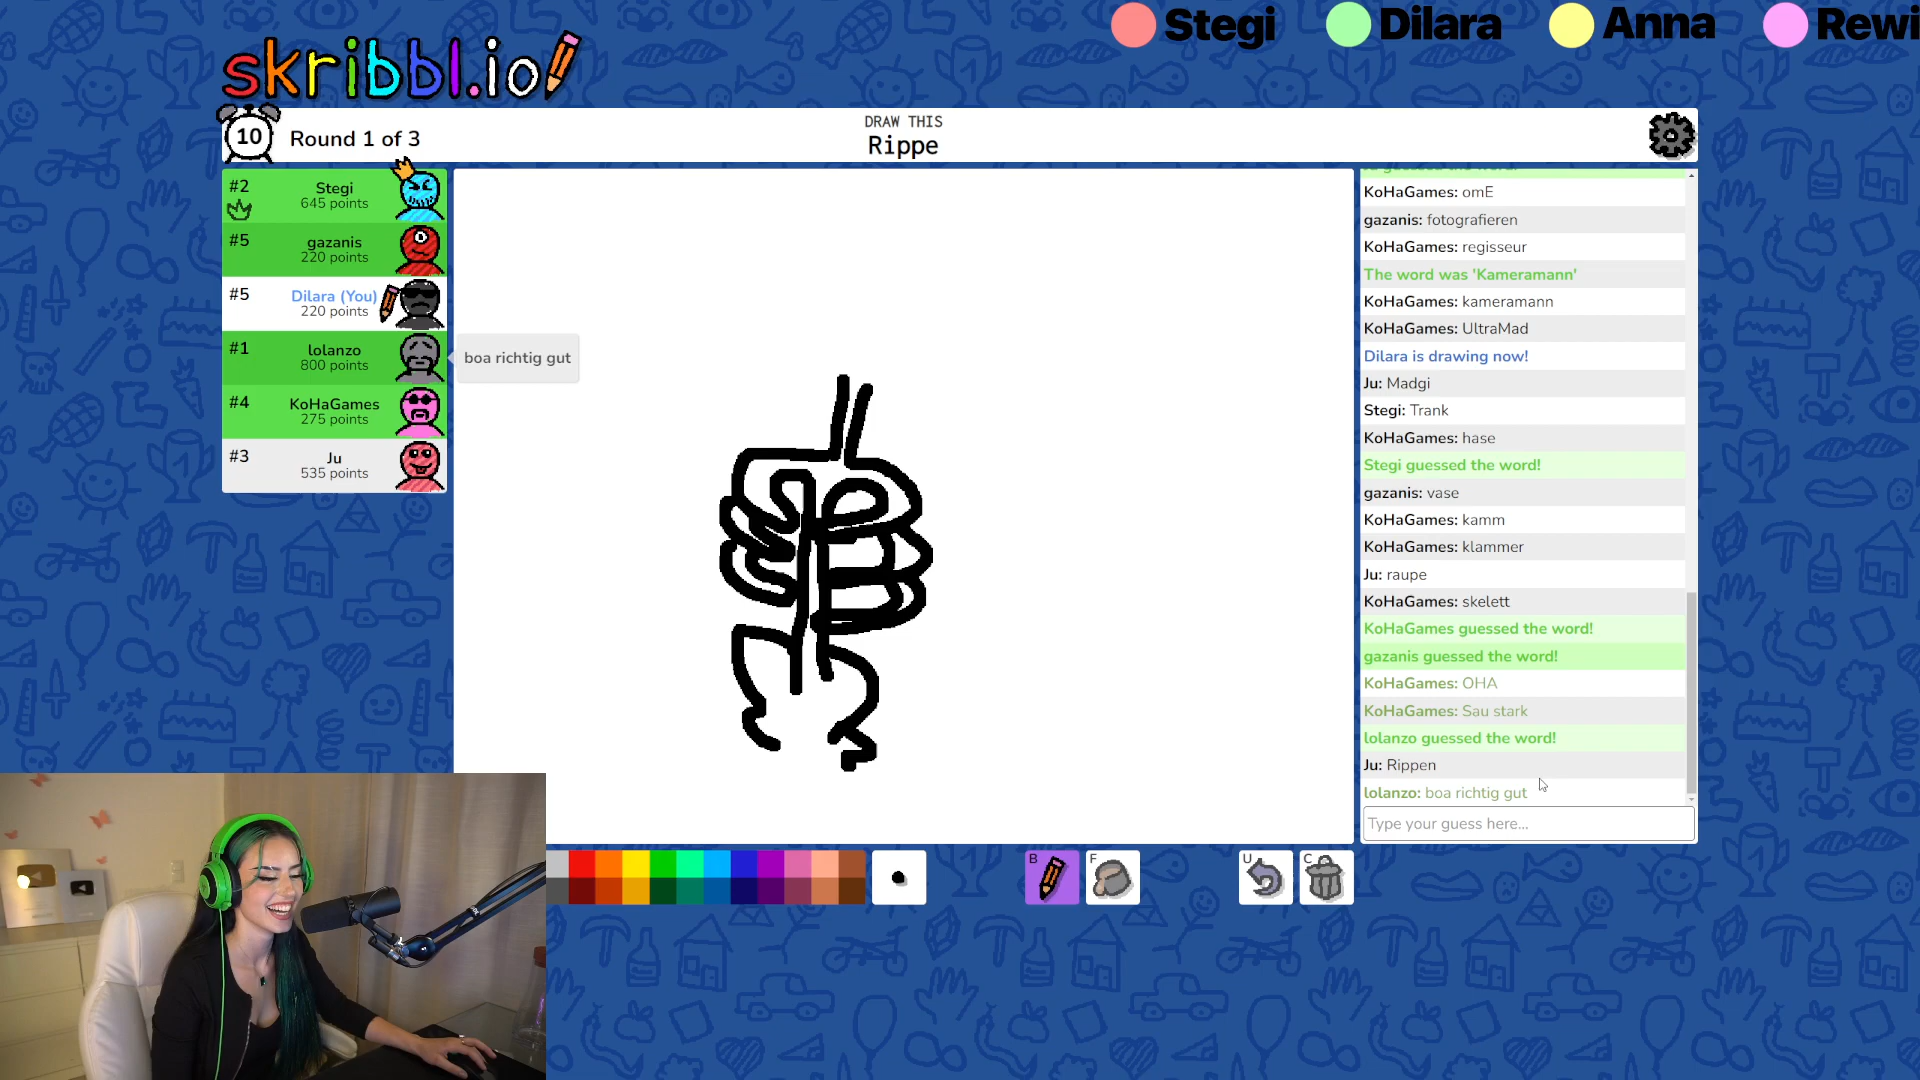 Stegi
Dilara
Anna
Rewi
skribbl.io
10
Round 1 of 3
DRAW THIS
Rippe
#2
Stegi
645 points
#5
gazanis
220 points
#5
Dilara (You)
220 points
#1
lolanzo
800 points
#4
KoHaGames
275 points
#3
Ju
535 points
boa richtig gut
KoHaGames: omE
gazanis: fotografieren
KoHaGames: regisseur
The word was 'Kameramann'
KoHaGames: kameramann
KoHaGames: UltraMad
Dilara is drawing now!
Ju: Madgi
Stegi: Trank
KoHaGames: hase
Stegi guessed the word!
gazanis: vase
KoHaGames: kamm
KoHaGames: klammer
Ju: raupe
KoHaGames: skelett
KoHaGames guessed the word!
gazanis guessed the word!
KoHaGames: OHA
KoHaGames: Sau stark
lolanzo guessed the word!
Ju: Rippen
lolanzo: boa richtig gut
Type your guess here...
B
F
U
C